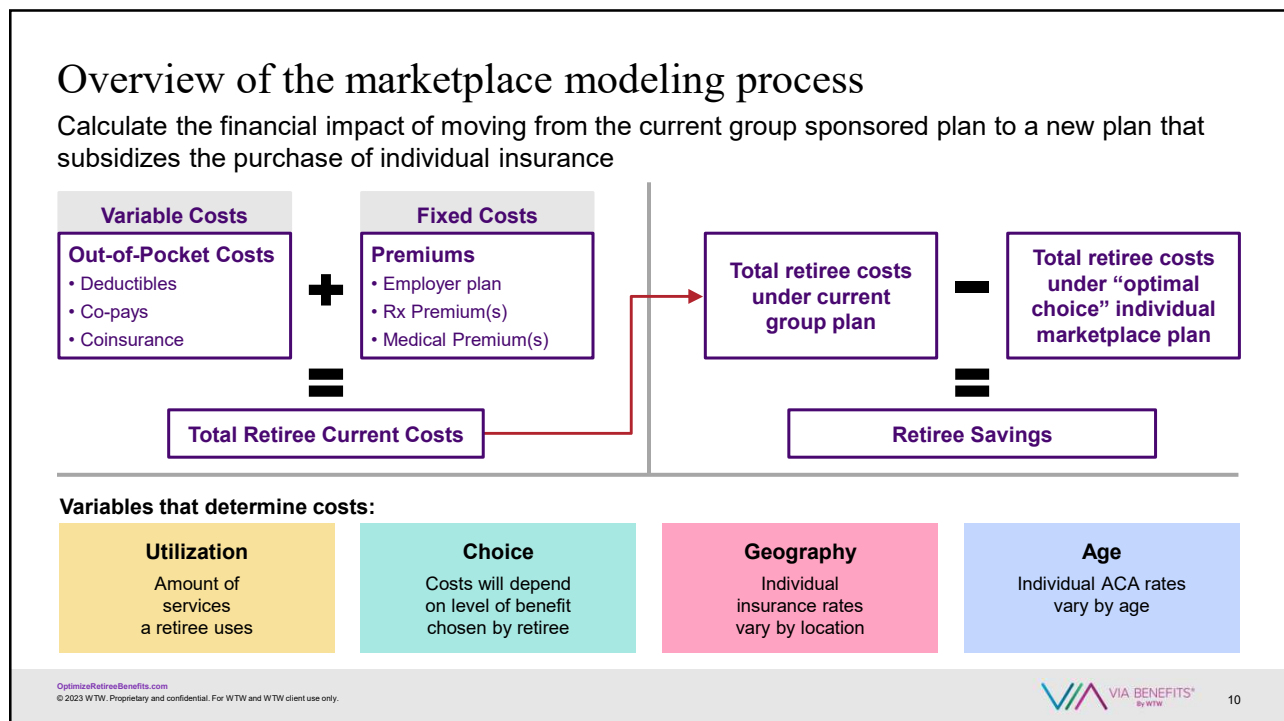 Overview of the marketplace modeling process
Calculate the financial impact of moving from the current group sponsored plan to a new plan that
subsidizes the purchase of individual insurance
Variable Costs
Out-of-Pocket Costs
• Deductibles
• Co-pays
• Coinsurance
+
Fixed Costs
Premiums
• Employer plan
• Rx Premium(s)
• Medical Premium(s)
=
Total Retiree Current Costs
Total retiree costs
under current
group plan
-
Total retiree costs
under “optimal
choice” individual
marketplace plan
=
Retiree Savings
Variables that determine costs:
Utilization
Amount of
services
a retiree uses
Choice
Costs will depend
on level of benefit
chosen by retiree
Geography
Individual
insurance rates
vary by location
Age
Individual ACA rates
vary by age
OptimizeRetireeBenefits.com
© 2023 WTW. Proprietary and confidential. For WTW and WTW client use only.
VIA VIA BENEFITS®
By WTW
10